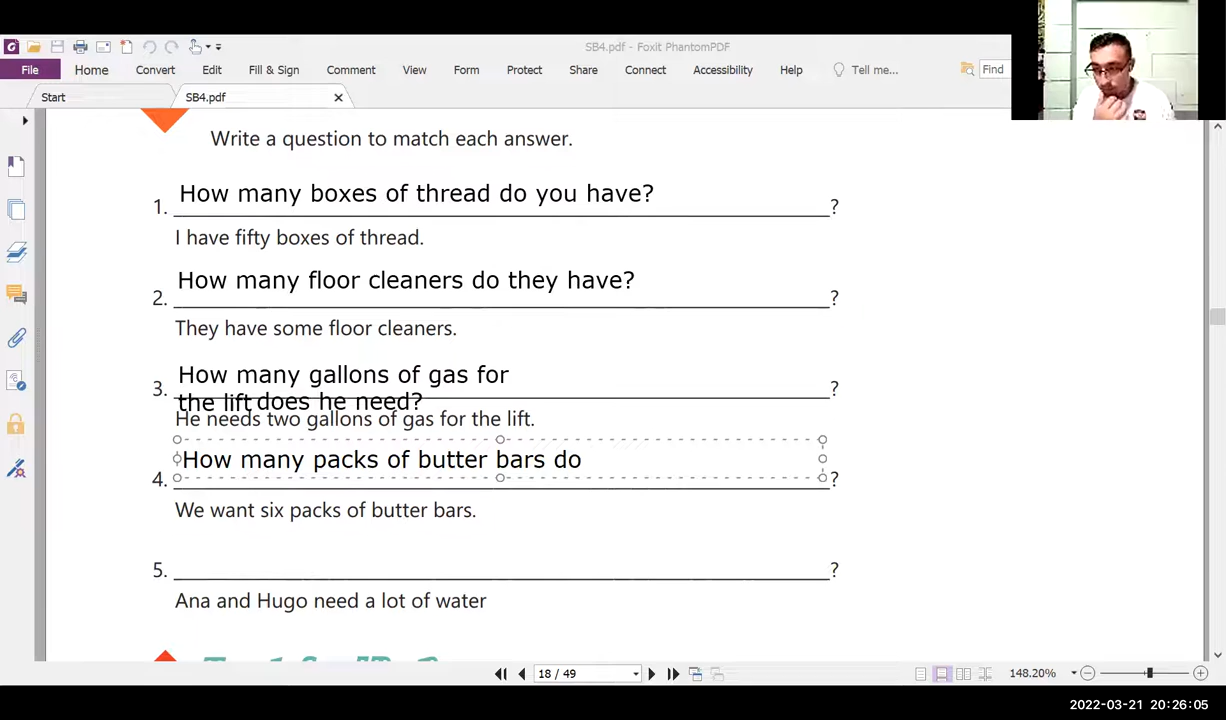 SB4.pdf - Foxit PhantomPDF
File Home Convert Edit Fill & Sign Comment View Form Protect Share Connect Accessibility Help Tell me... Find
Start SB4.pdf
Write a question to match each answer.
How many boxes of thread do you have?
1. ?
I have fifty boxes of thread.
How many floor cleaners do they have?
2. ?
They have some floor cleaners.
How many gallons of gas for
3. ?
the lift does he need?
He needs two gallons of gas for the lift.
How many packs of butter bars do
4. ?
We want six packs of butter bars.
5. ?
Ana and Hugo need a lot of water
18 / 49
148.20%
2022-03-21 20:26:05